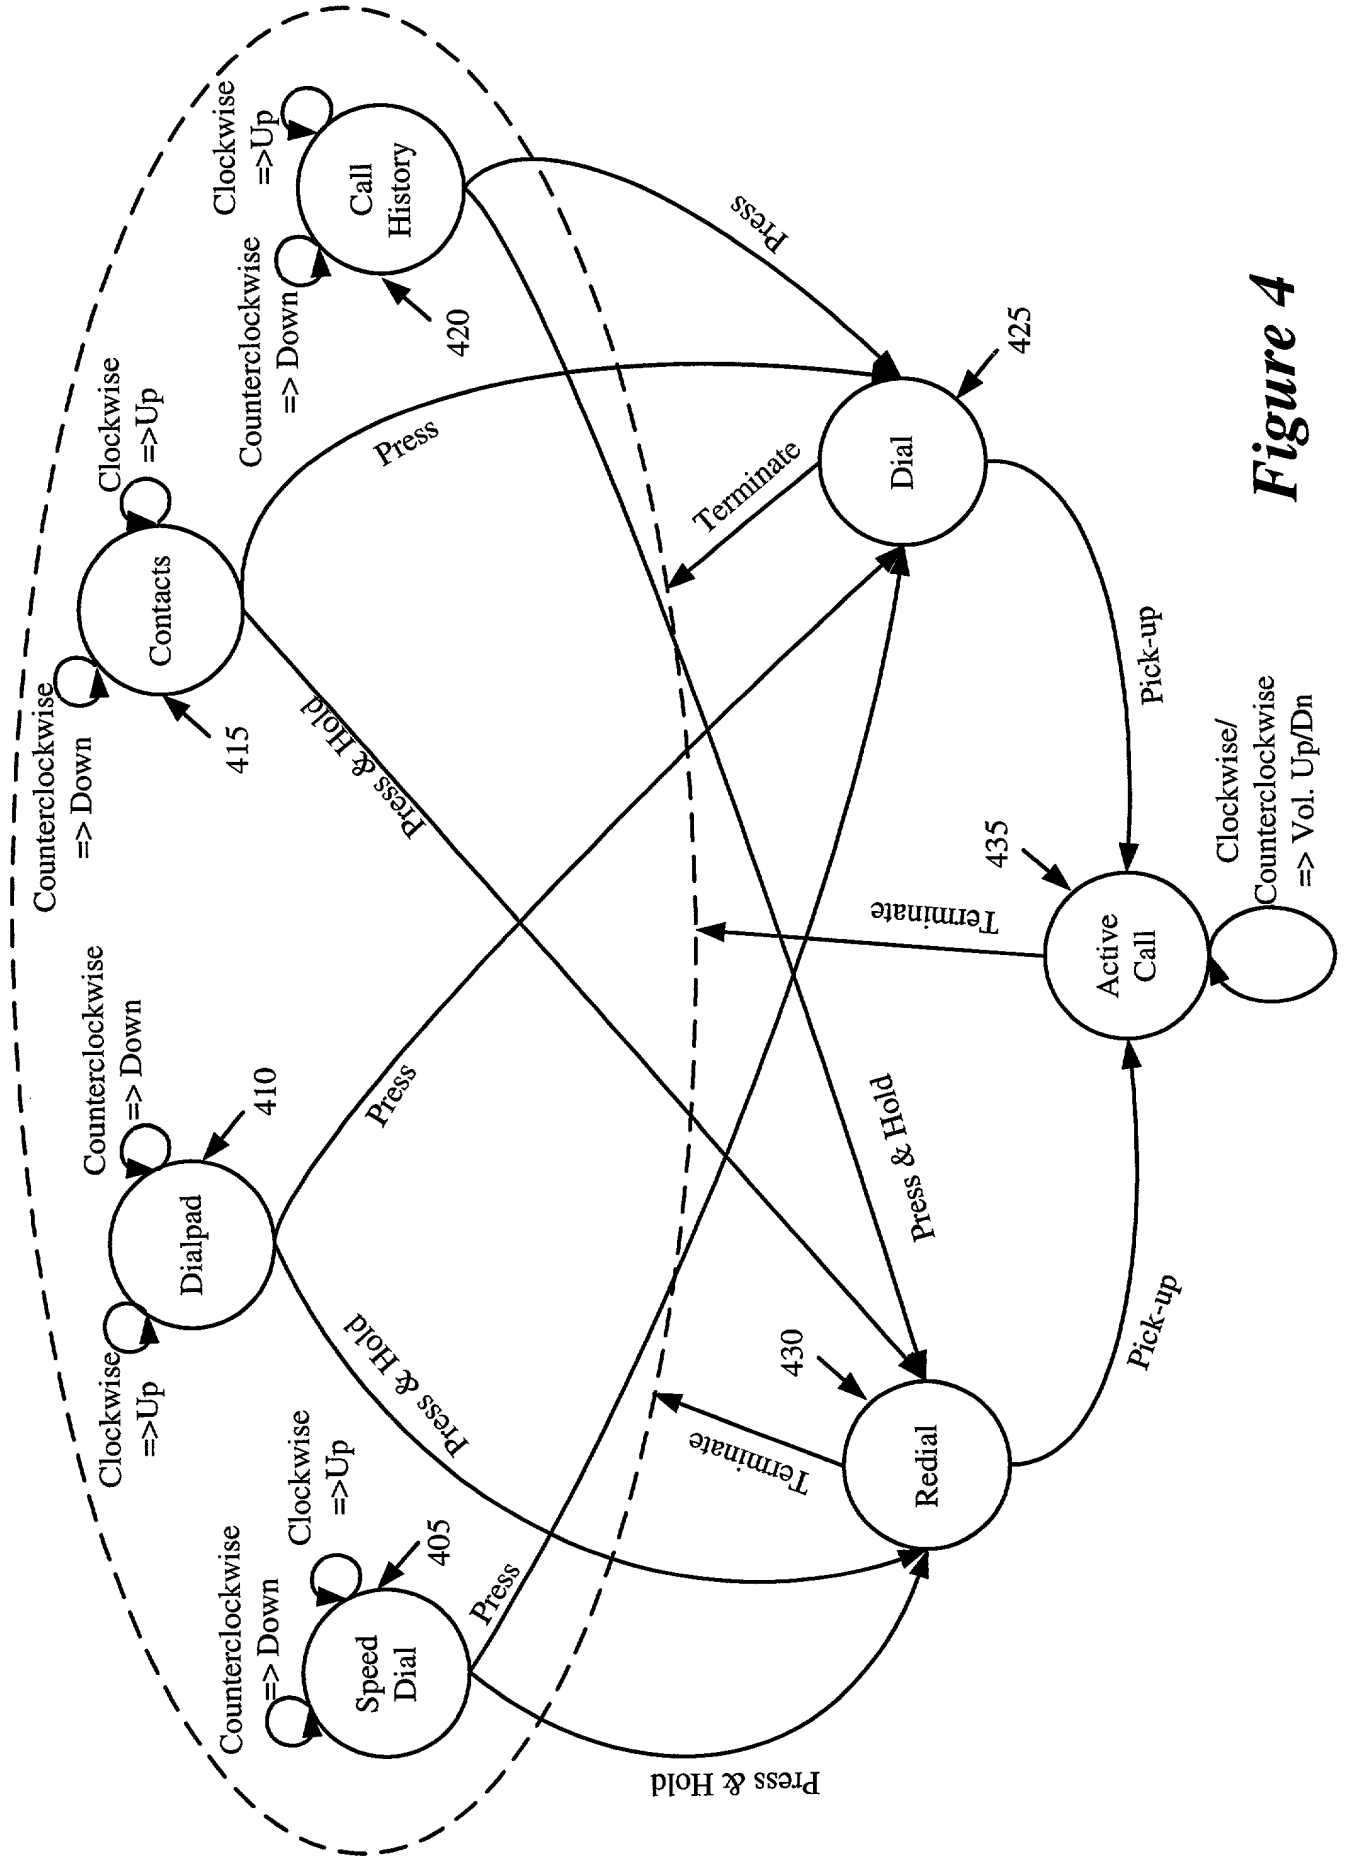 Counterclockwise
=> Down
Clockwise
=>Up
Speed
Dial
405
Clockwise
=>Up
Counterclockwise
=> Down
Dialpad
410
Counterclockwise
=> Down
Clockwise
=>Up
Contacts
415
Counterclockwise
=> Down
Clockwise
=>Up
Call
History
420
Press & Hold
Press
Press & Hold
Press
Press & Hold
Press
Press & Hold
Press
Terminate
Terminate
Terminate
Redial
430
Dial
425
Pick-up
Pick-up
Active
Call
435
Clockwise/
Counterclockwise
=> Vol. Up/Dn
Figure 4